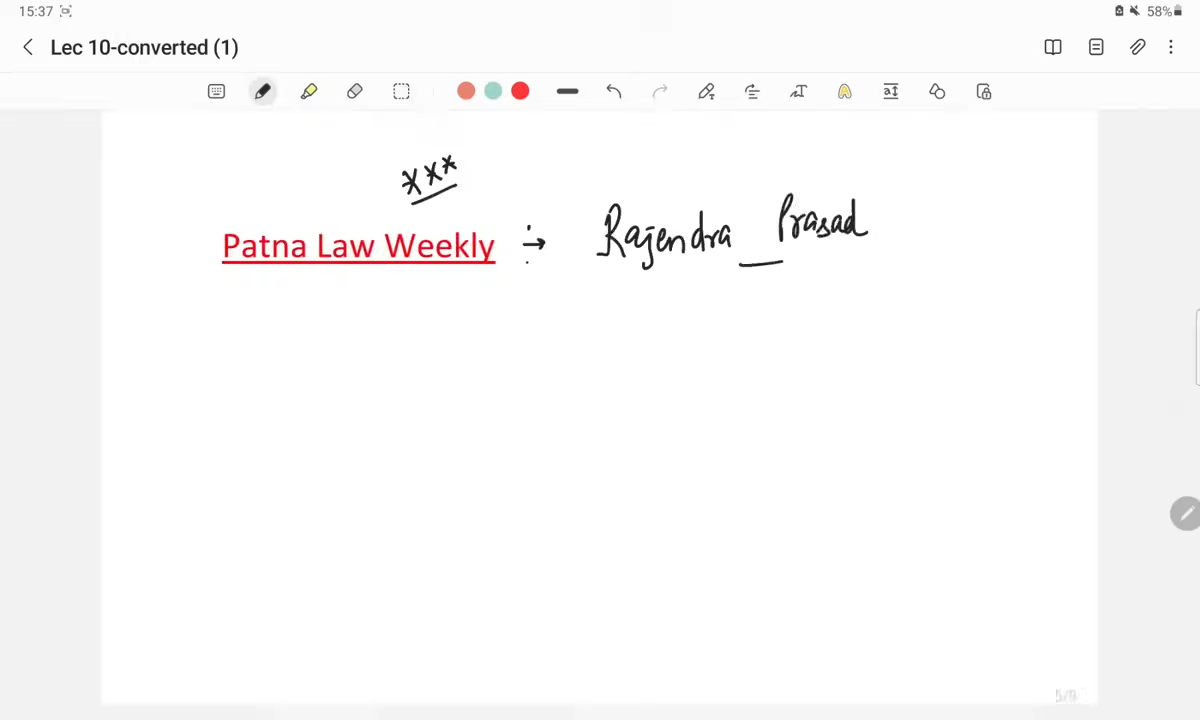 15:37 58%
Lec 10-converted (1)
***
Patna Law Weekly :→ Rajendra Prasad